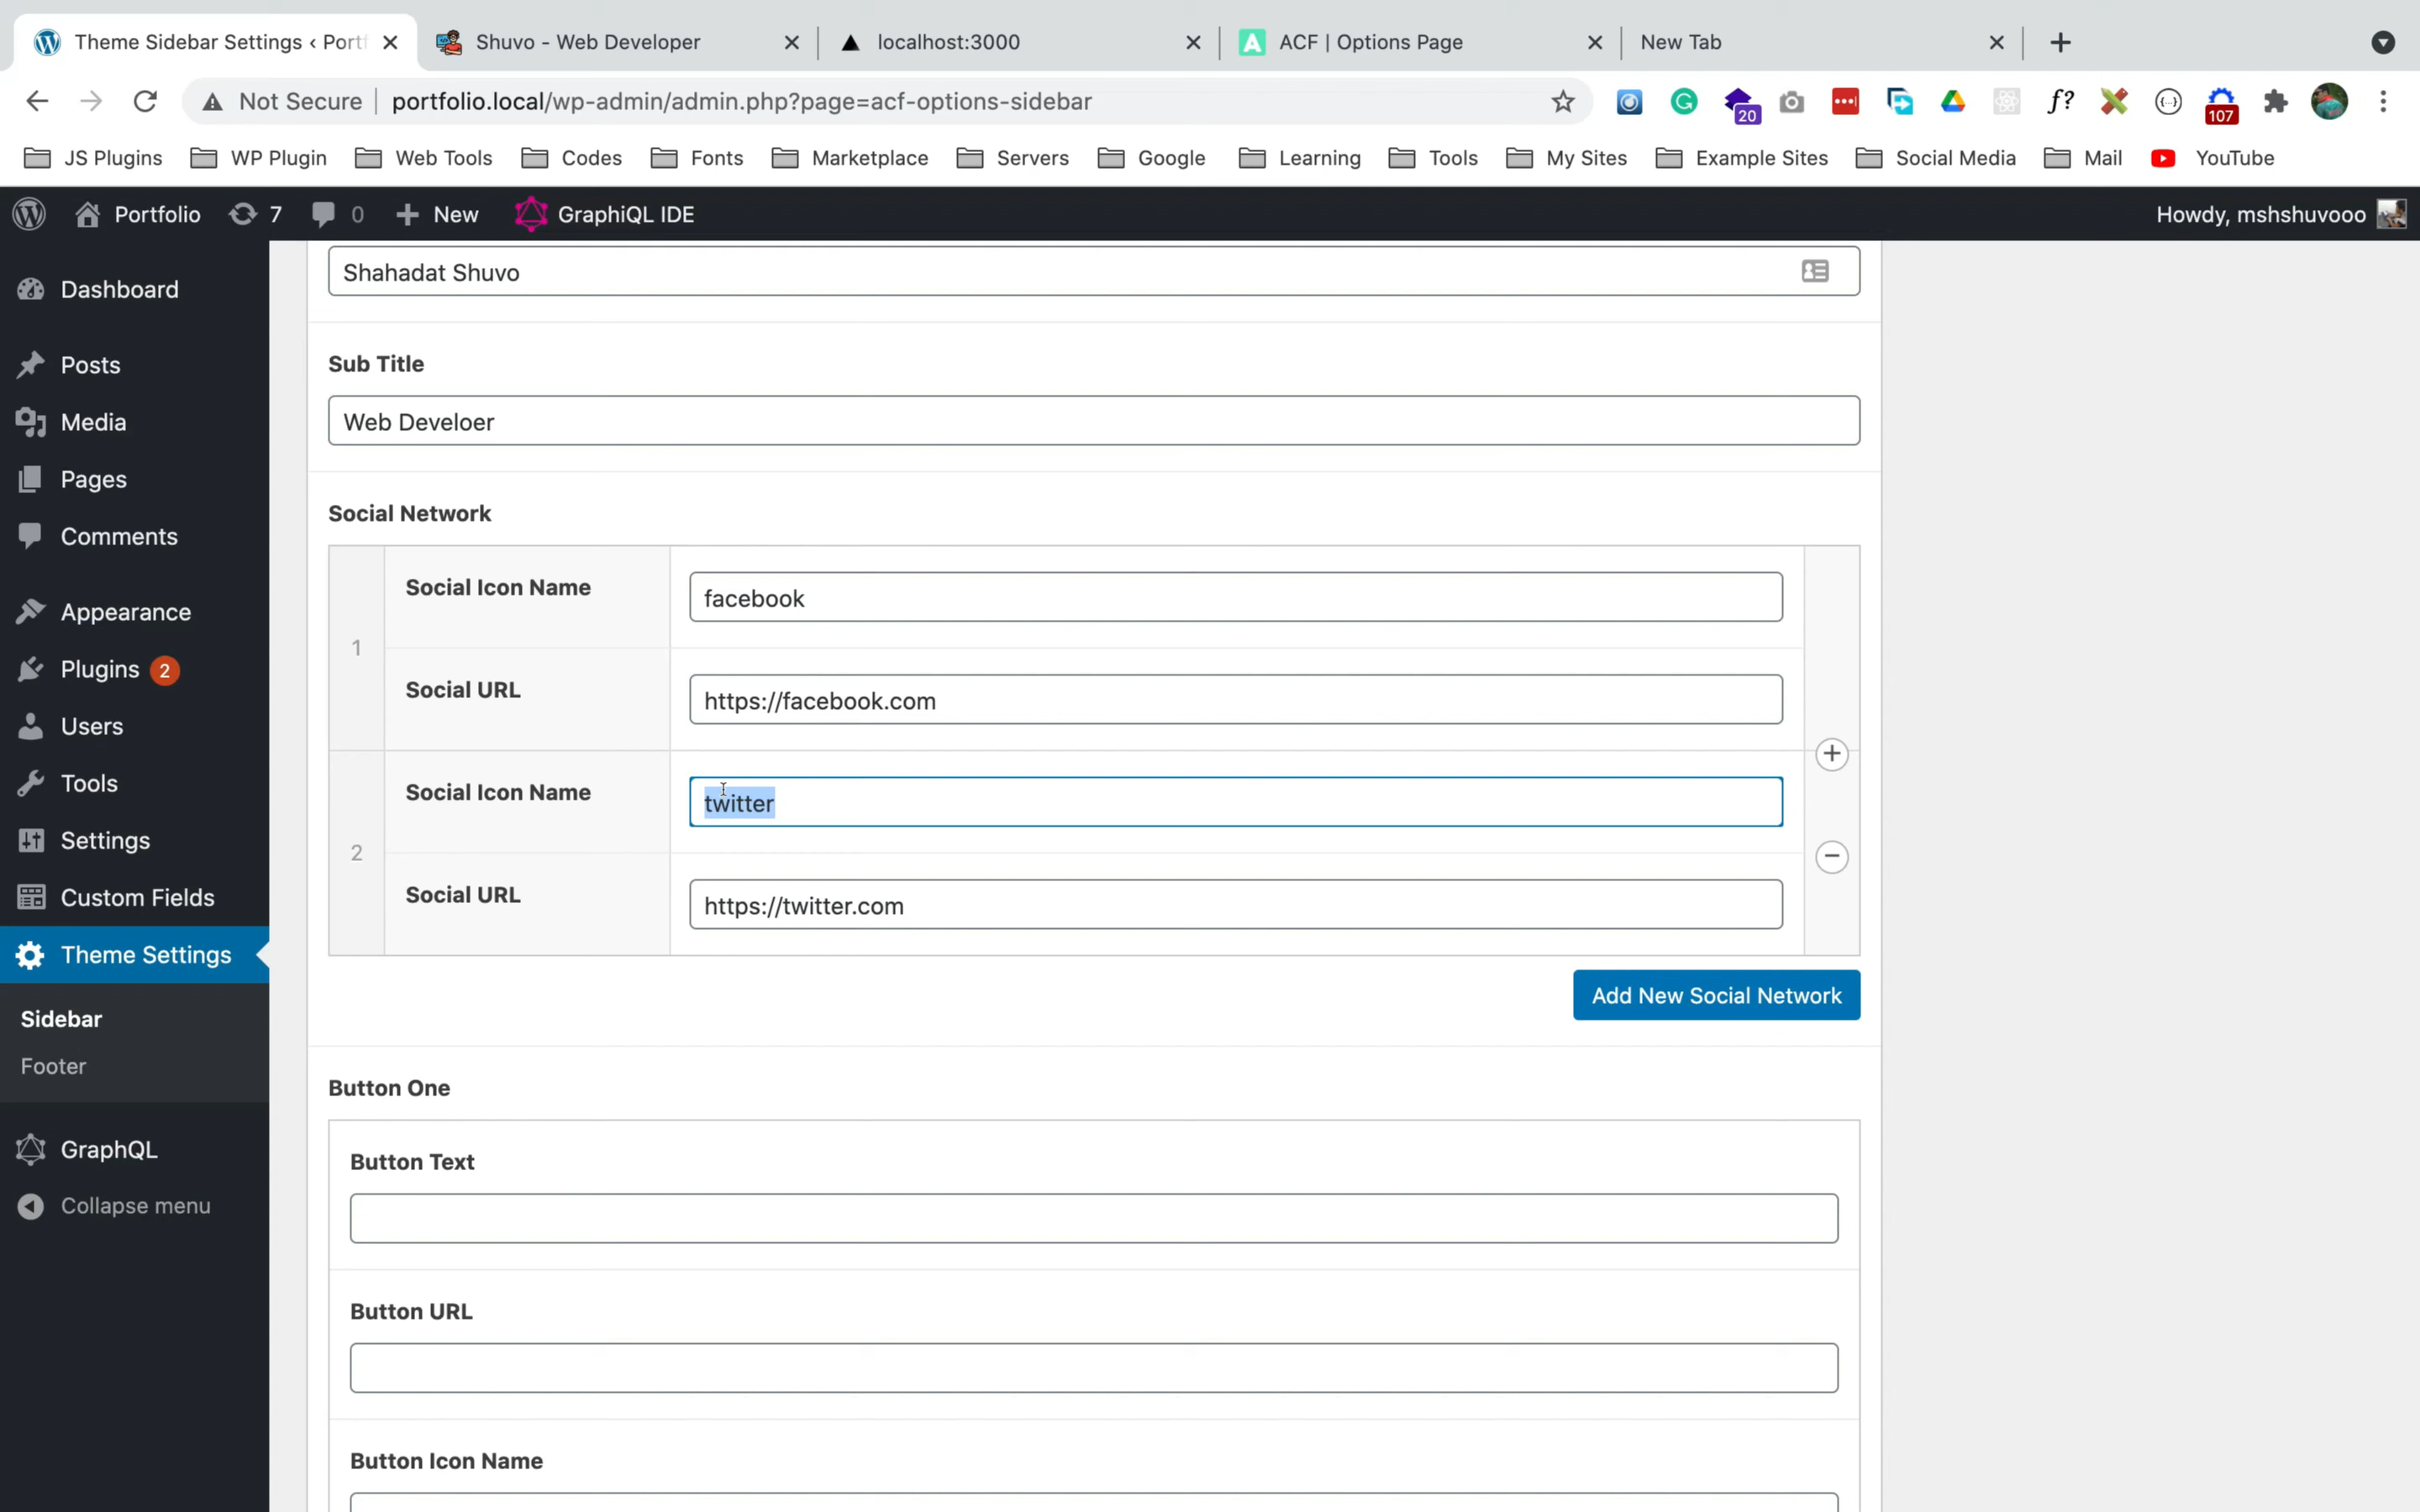 Theme Sidebar Settings ‹ Portf
Shuvo - Web Developer
localhost:3000
ACF | Options Page
New Tab
Not Secure
portfolio.local/wp-admin/admin.php?page=acf-options-sidebar
20
f?
107
JS Plugins
WP Plugin
Web Tools
Codes
Fonts
Marketplace
Servers
Google
Learning
Tools
My Sites
Example Sites
Social Media
Mail
YouTube
Portfolio
7
0
New
GraphiQL IDE
Howdy, mshshuvooo
Dashboard
Posts
Media
Pages
Comments
Appearance
Plugins 2
Users
Tools
Settings
Custom Fields
Theme Settings
Sidebar
Footer
GraphQL
Collapse menu
Shahadat Shuvo
Sub Title
Web Develoer
Social Network
1
Social Icon Name
facebook
Social URL
https://facebook.com
2
Social Icon Name
twitter
Social URL
https://twitter.com
Add New Social Network
Button One
Button Text
Button URL
Button Icon Name